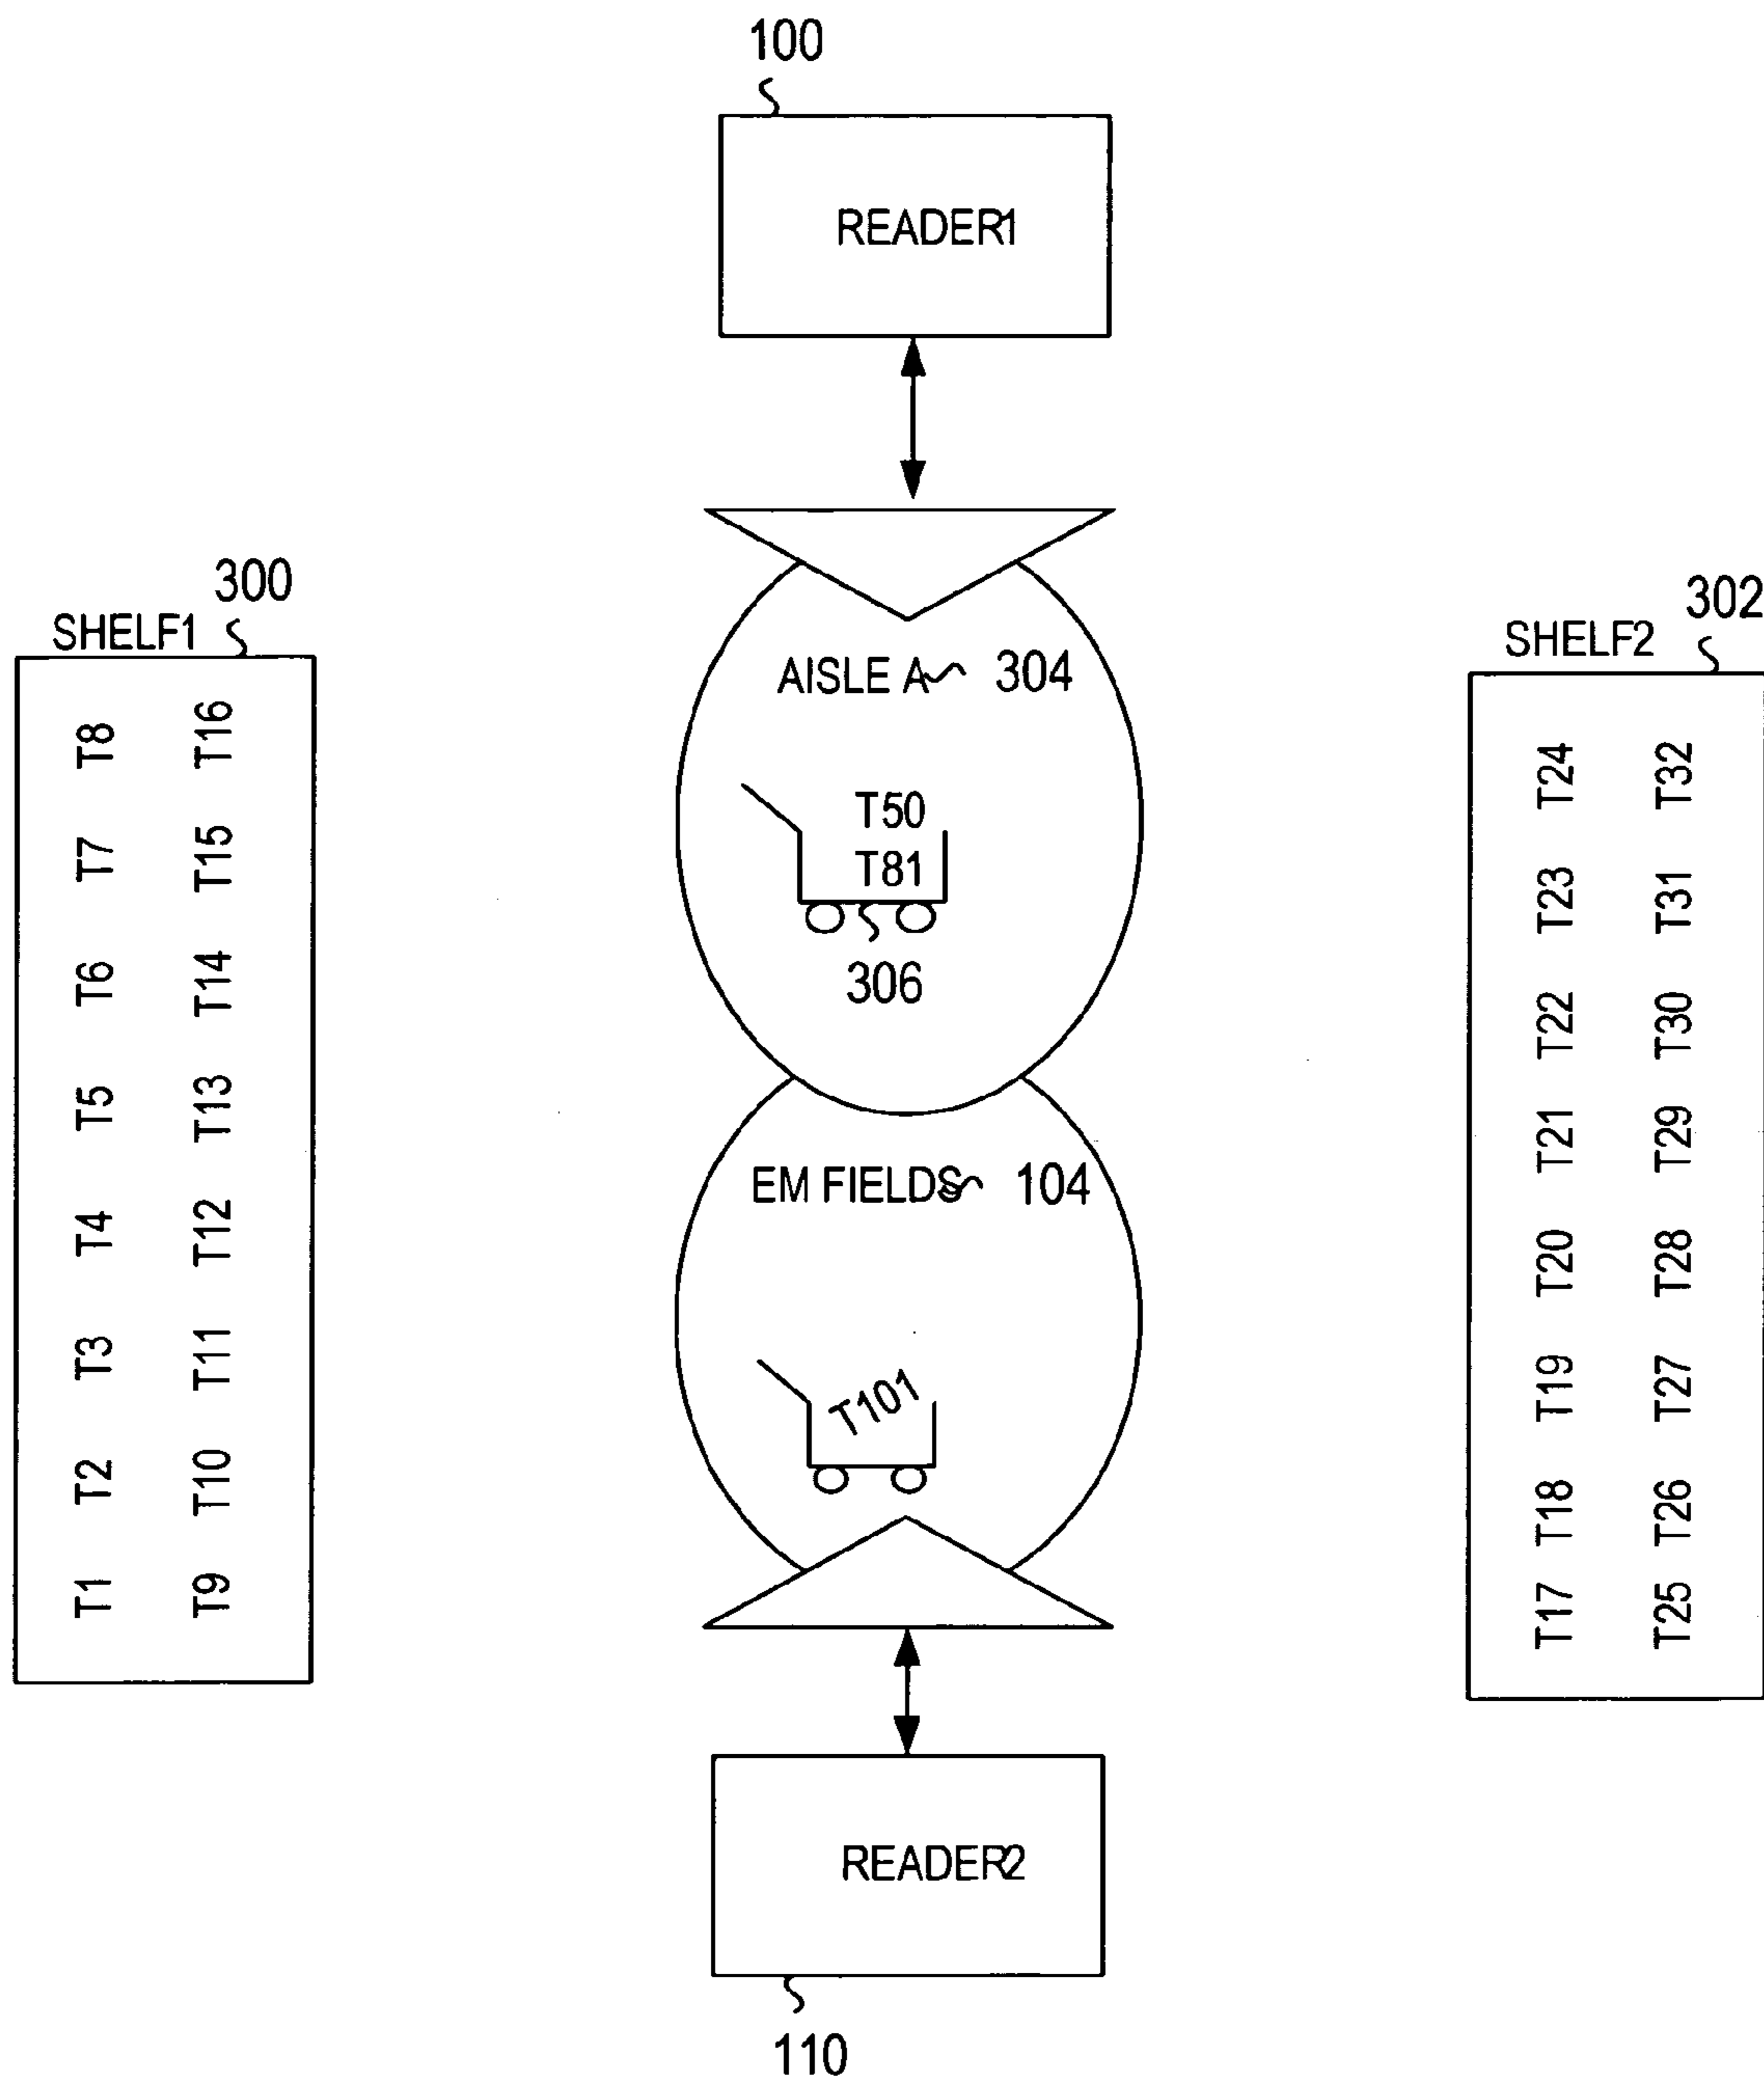 100
READER1
300
SHELF1
T8 T16
T7 T15
T6 T14
T5 T13
T4 T12
T3 T11
T2 T10
T1 T9
AISLE A 304
T50
T81
306
EM FIELDS 104
T101
302
SHELF2
T24 T32
T23 T31
T22 T30
T21 T29
T20 T28
T19 T27
T18 T26
T17 T25
READER2
110